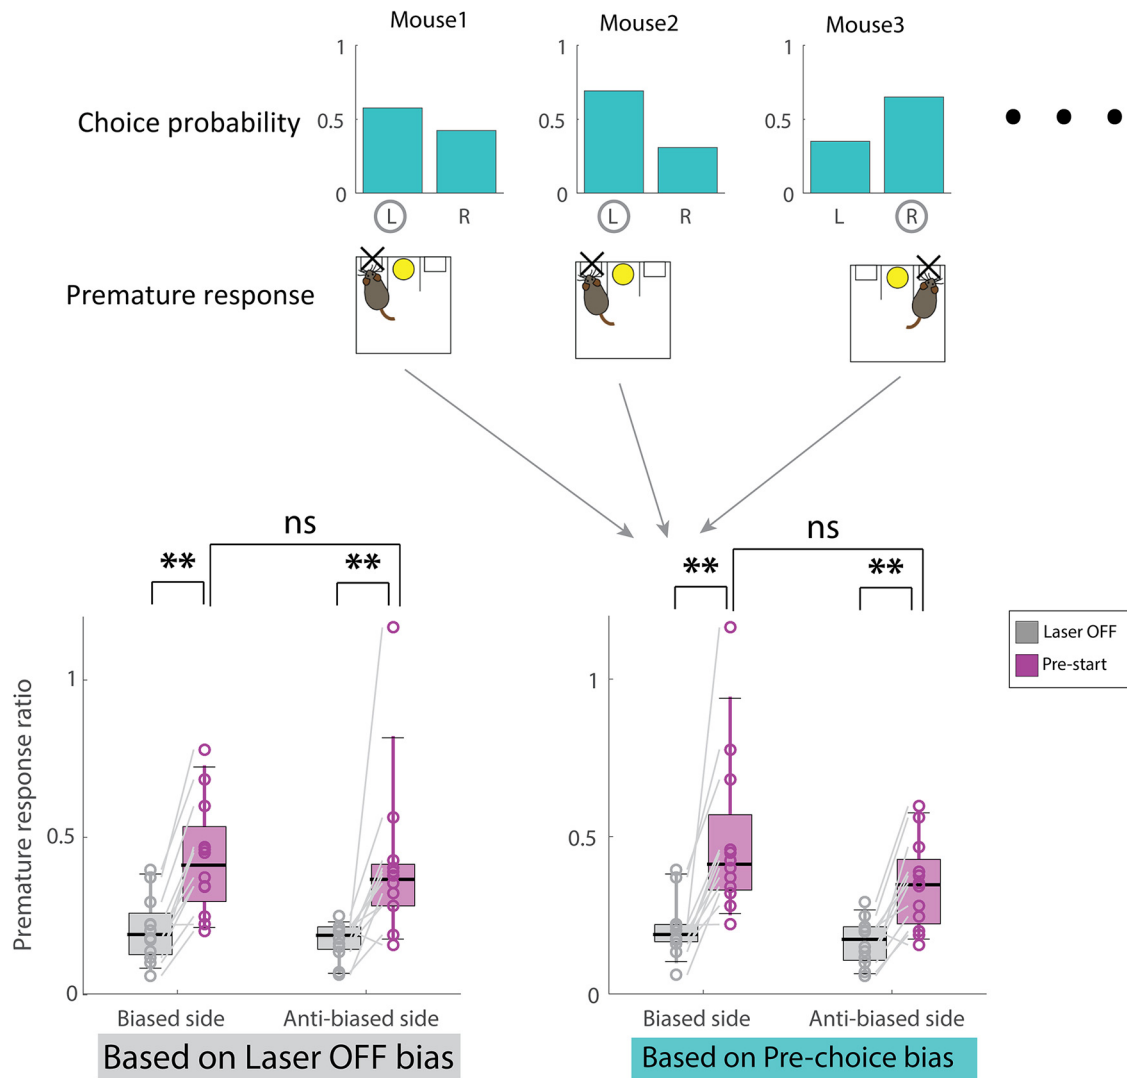 Mouse1 Mouse2 Mouse3
1 1 1
Choice probability 0.5 0.5 0.5
0 0 0
L R L R L R
Premature response
ns ns
** ** ** **
Laser OFF
Pre-start
Premature response ratio
1 1
0.5 0.5
0 0
Biased side Anti-biased side Biased side Anti-biased side
Based on Laser OFF bias Based on Pre-choice bias